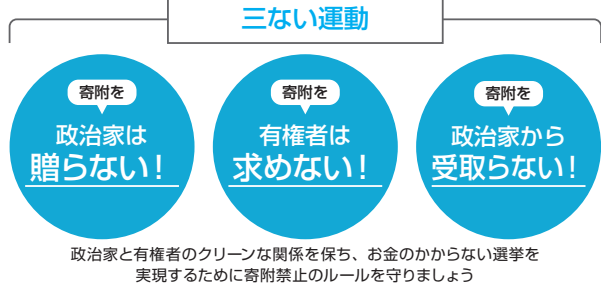 三ない運動
寄附を
政治家は
贈らない！
寄附を
有権者は
求めない！
寄附を
政治家から
受取らない！
政治家と有権者のクリーンな関係を保ち、お金のかからない選挙を
実現するために寄附禁止のルールを守りましょう